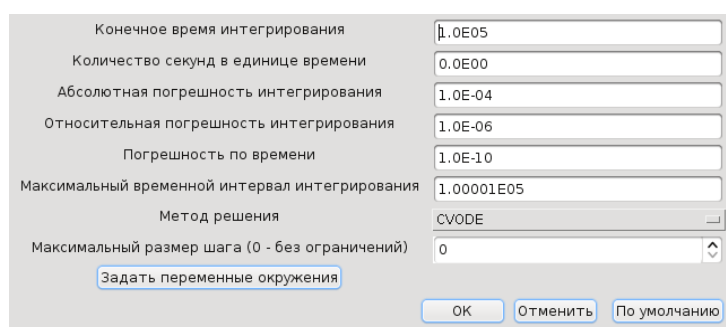 Конечное время интегрирования 1.0E05
Количество секунд в единице времени 0.0E00
Абсолютная погрешность интегрирования 1.0E-04
Относительная погрешность интегрирования 1.0E-06
Погрешность по времени 1.0E-10
Максимальный временной интервал интегрирования 1.00001E05
Метод решения CVODE
Максимальный размер шага (0 - без ограничений) 0
Задать переменные окружения
OK Отменить По умолчанию